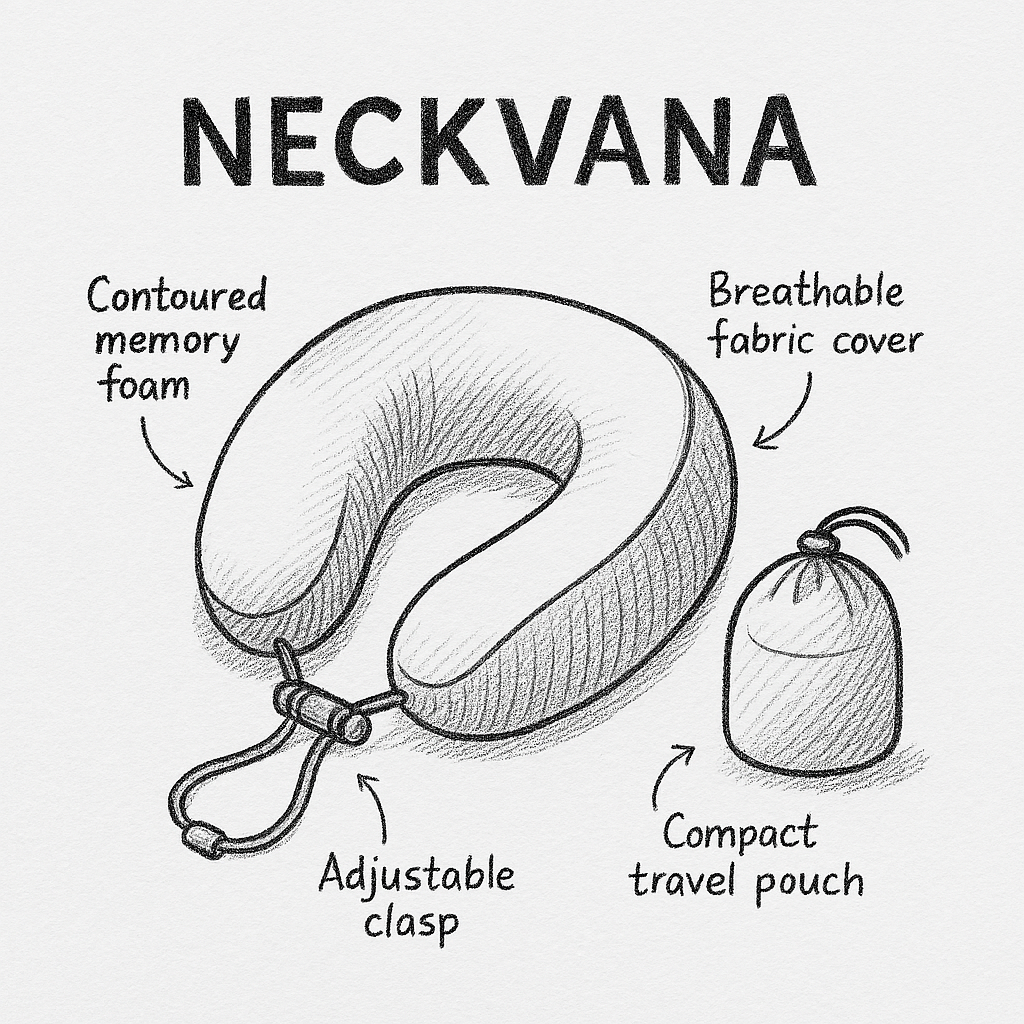 NECKVANA
Contoured
memory
foam
Breathable
fabric cover
Adjustable
clasp
Compact
travel pouch